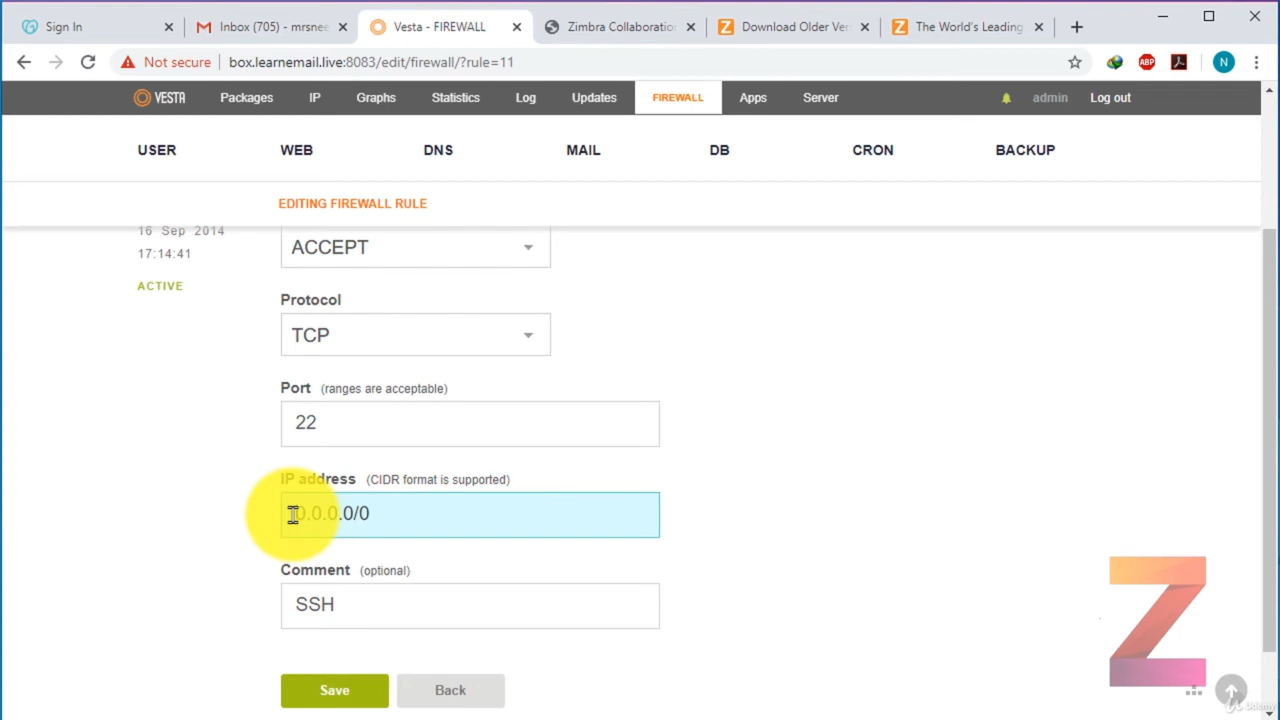 Sign In
Inbox (705) - mrsnee
Vesta - FIREWALL
Zimbra Collaboration
Download Older Ver
The World's Leading
Not secure
box.learnemail.live:8083/edit/firewall/?rule=11
ABP
N
VESTA
Packages
IP
Graphs
Statistics
Log
Updates
FIREWALL
Apps
Server
admin
Log out
USER
WEB
DNS
MAIL
DB
CRON
BACKUP
EDITING FIREWALL RULE
16 Sep 2014
17:14:41
ACTIVE
ACCEPT
Protocol
TCP
Port (ranges are acceptable)
22
IP address (CIDR format is supported)
0.0.0.0/0
Comment (optional)
SSH
Save
Back
Z
udemy